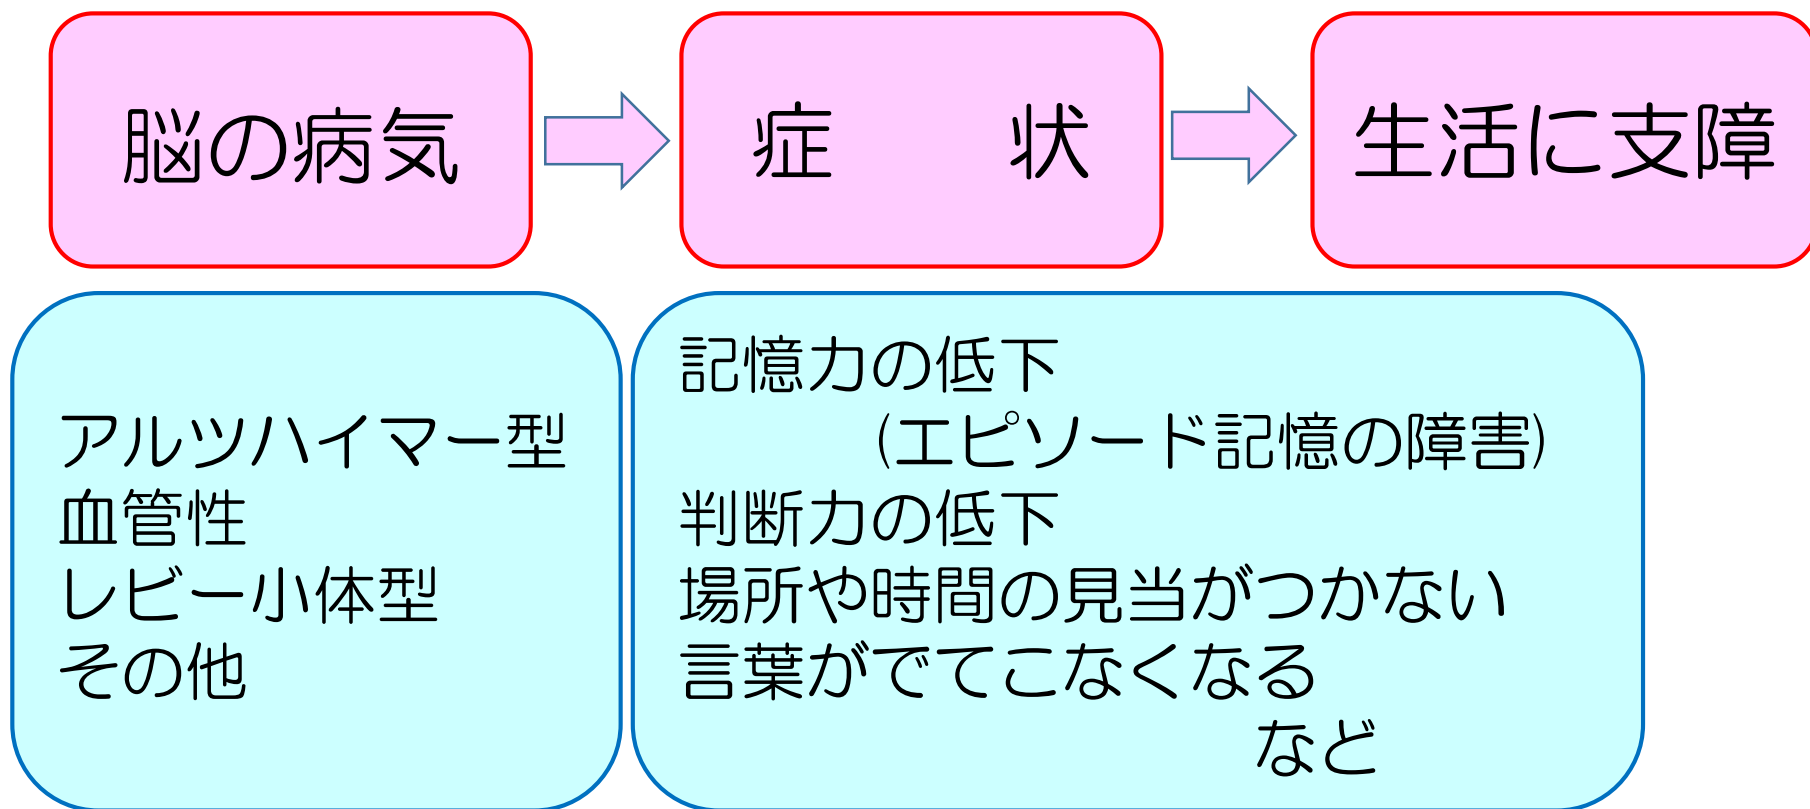 脳の病気
症　　状
生活に支障
アルツハイマー型
血管性
レビー小体型
その他
記憶力の低下
(エピソード記憶の障害)
判断力の低下
場所や時間の見当がつかない
言葉がでてこなくなる
など